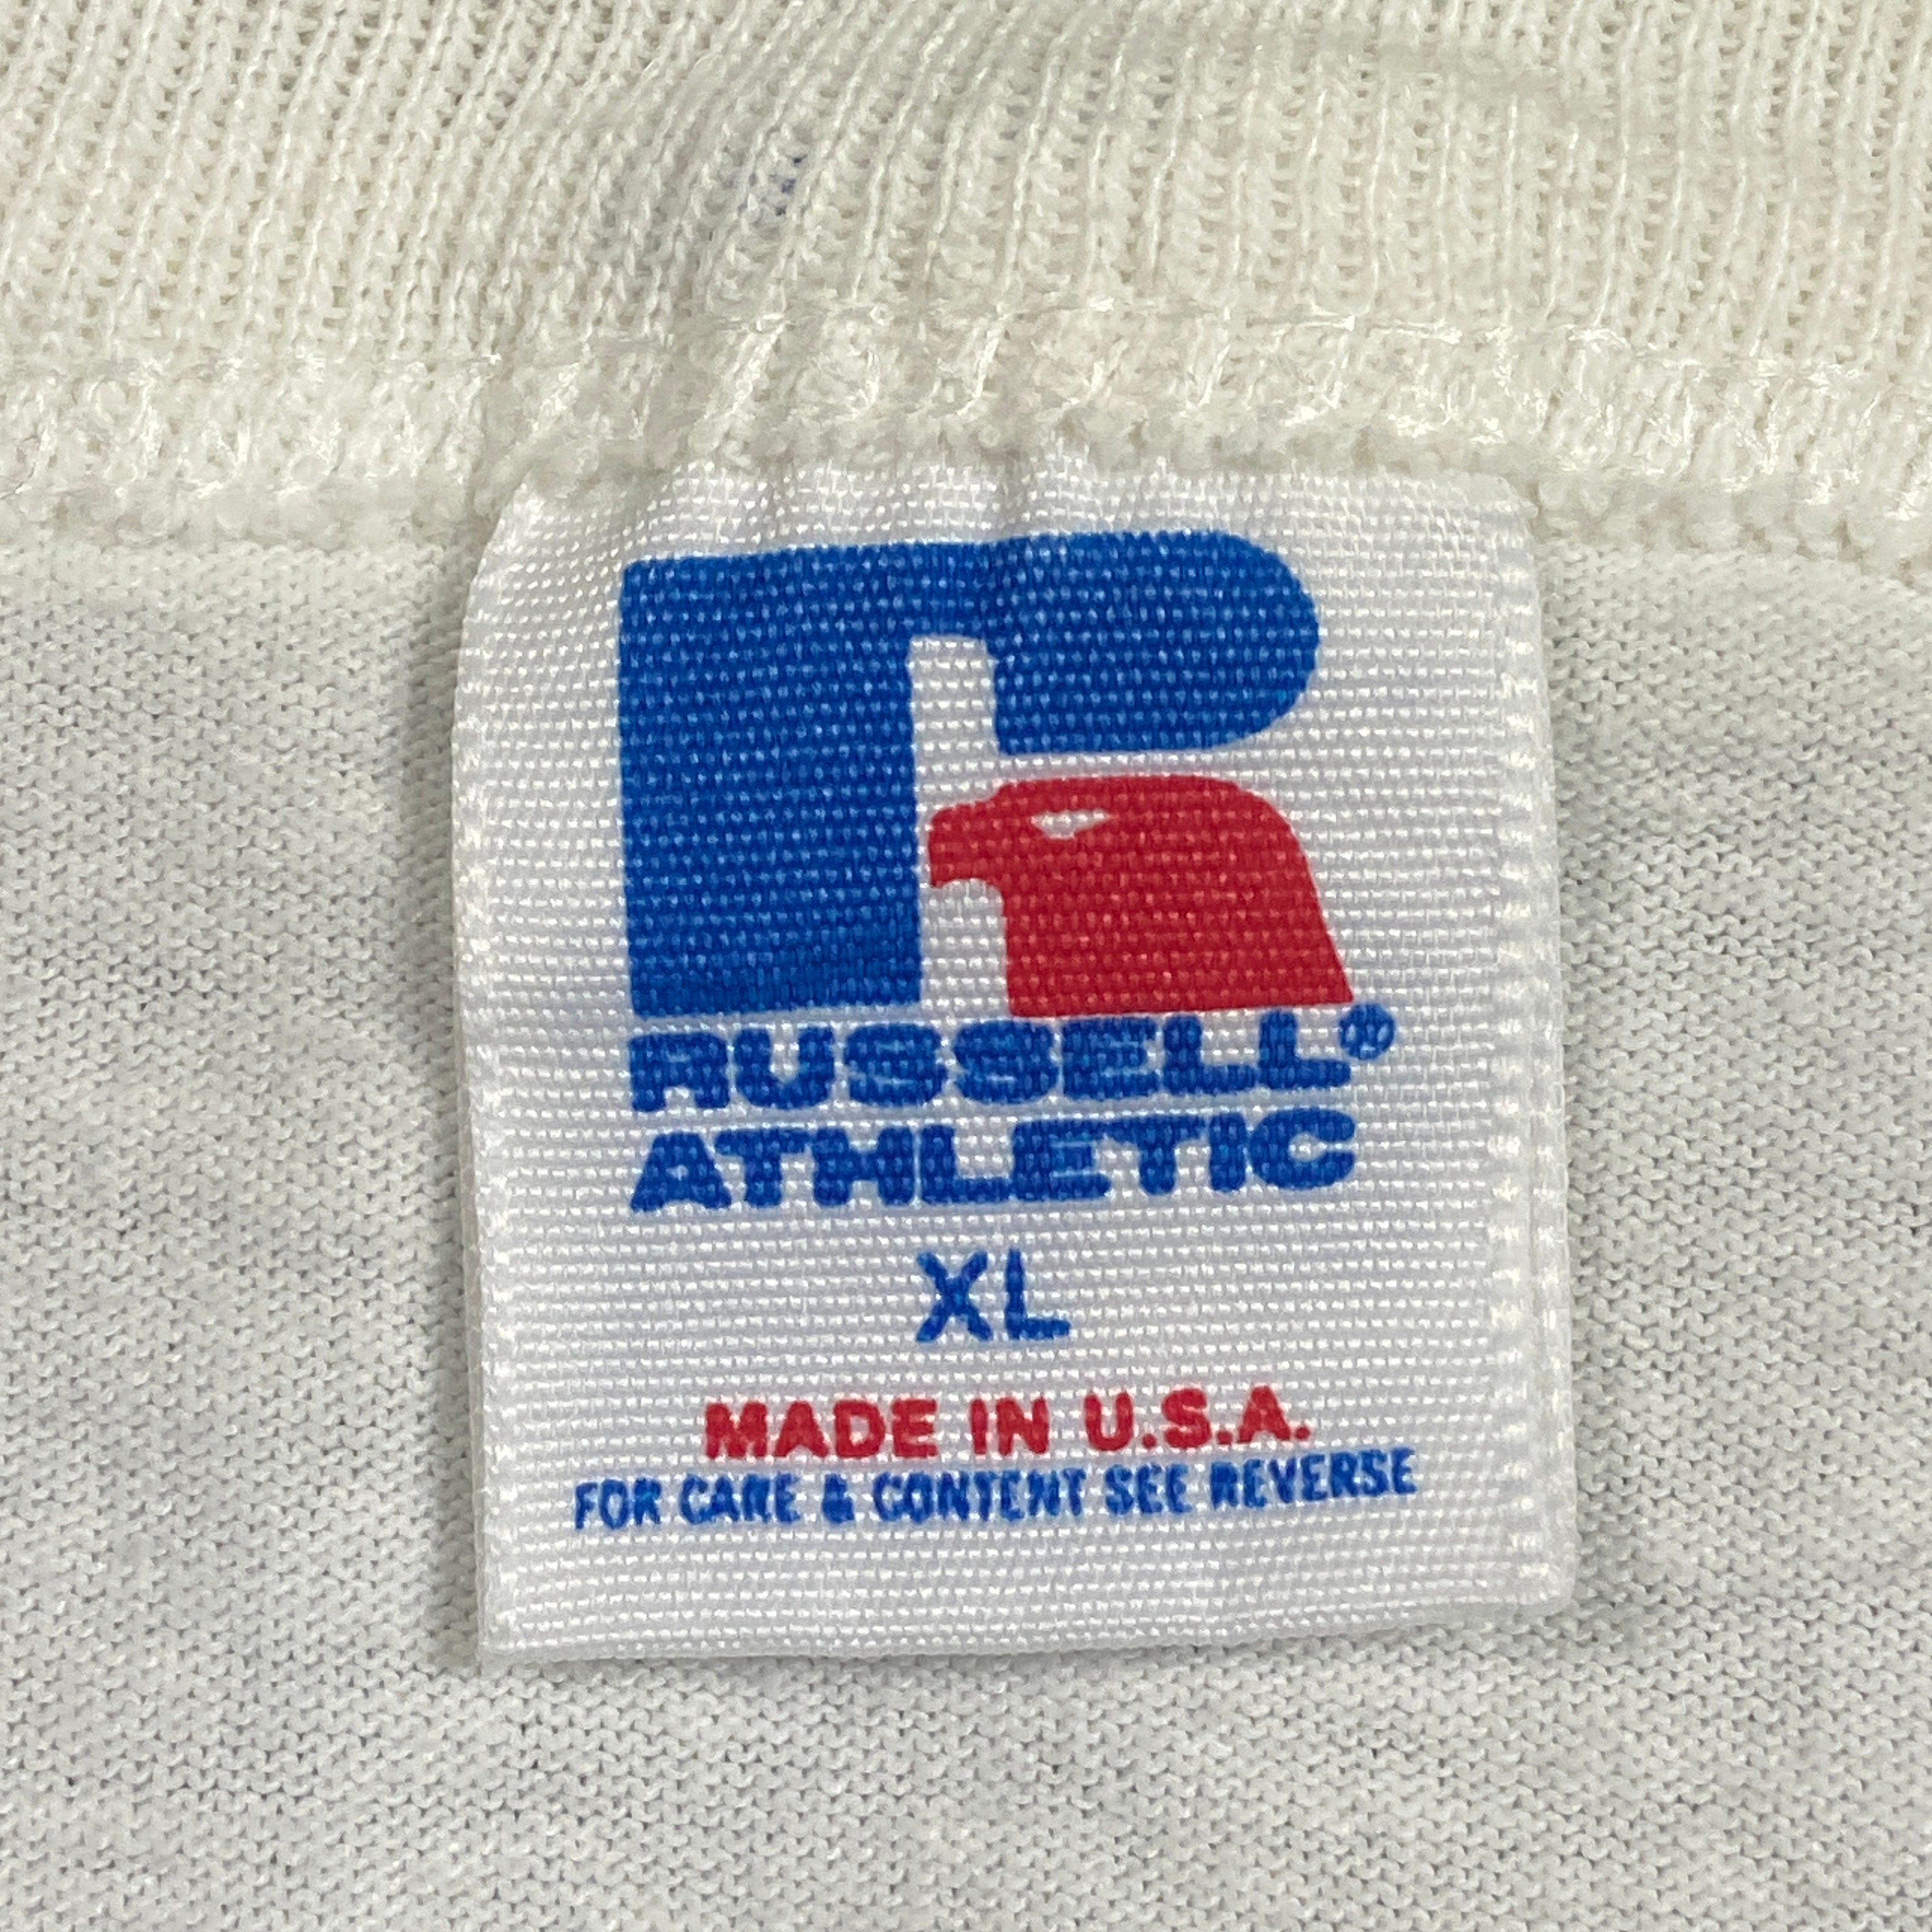 RUSSELL®
ATHLETIC
XL
MADE IN U.S.A.
FOR CARE & CONTENT SEE REVERSE